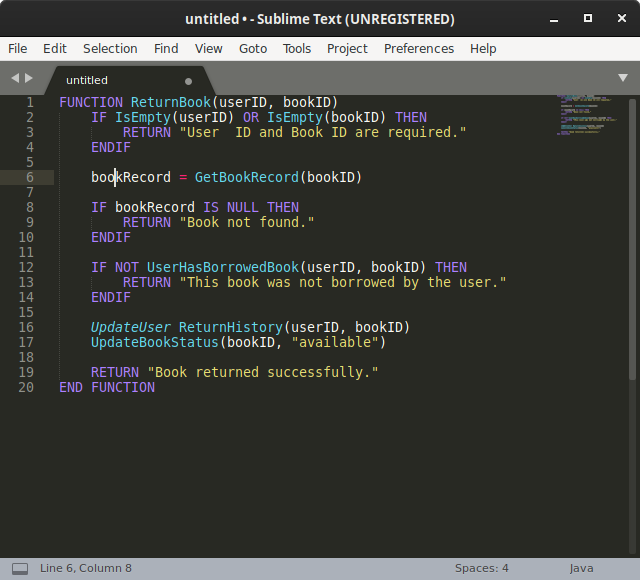 untitled • - Sublime Text (UNREGISTERED)
File Edit Selection Find View Goto Tools Project Preferences Help
untitled
1 FUNCTION ReturnBook(userID, bookID)
2 IF IsEmpty(userID) OR IsEmpty(bookID) THEN
3 RETURN "User  ID and Book ID are required."
4 ENDIF
5
6 bookRecord = GetBookRecord(bookID)
7
8 IF bookRecord IS NULL THEN
9 RETURN "Book not found."
10 ENDIF
11
12 IF NOT UserHasBorrowedBook(userID, bookID) THEN
13 RETURN "This book was not borrowed by the user."
14 ENDIF
15
16 UpdateUser ReturnHistory(userID, bookID)
17 UpdateBookStatus(bookID, "available")
18
19 RETURN "Book returned successfully."
20 END FUNCTION
Line 6, Column 8 Spaces: 4 Java